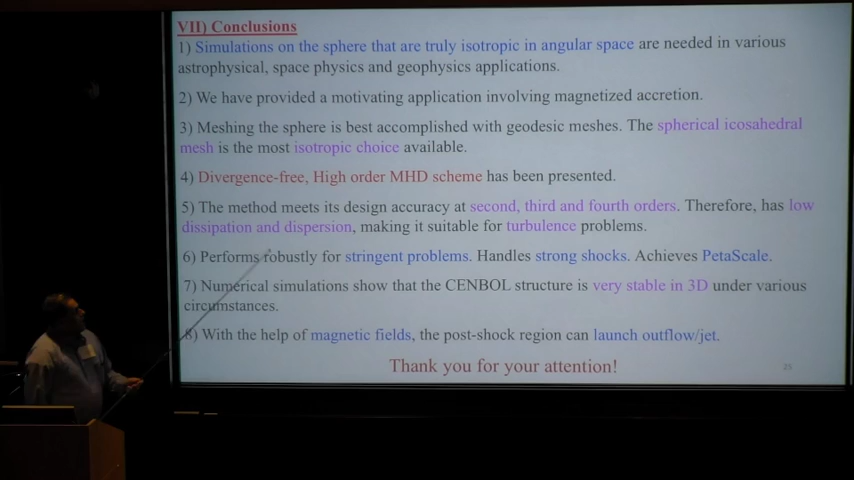 VII) Conclusions
1) Simulations on the sphere that are truly isotropic in angular space are needed in various
astrophysical, space physics and geophysics applications.
2) We have provided a motivating application involving magnetized accretion.
3) Meshing the sphere is best accomplished with geodesic meshes. The spherical icosahedral
mesh is the most isotropic choice available.
4) Divergence-free, High order MHD scheme has been presented.
5) The method meets its design accuracy at second, third and fourth orders. Therefore, has low
dissipation and dispersion, making it suitable for turbulence problems.
6) Performs robustly for stringent problems. Handles strong shocks. Achieves PetaScale.
7) Numerical simulations show that the CENBOL structure is very stable in 3D under various
circumstances.
8) With the help of magnetic fields, the post-shock region can launch outflow/jet.
Thank you for your attention!
25